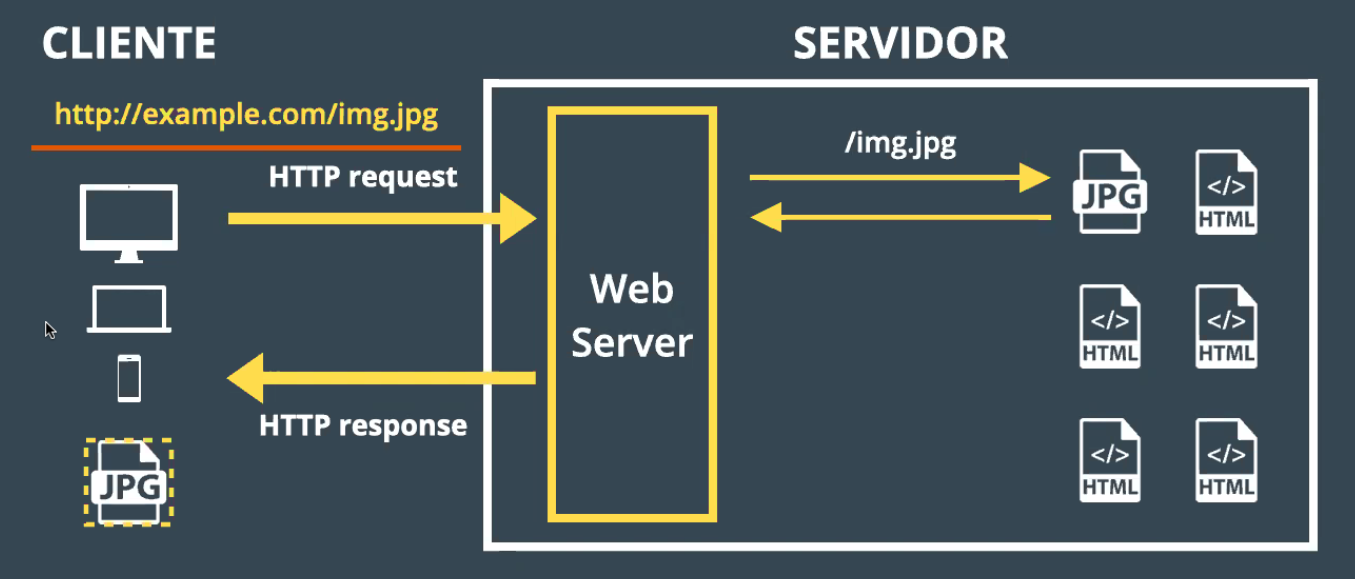 CLIENTE
SERVIDOR
http://example.com/img.jpg
HTTP request
/img.jpg
JPG
</>
HTML
Web
Server
</>
HTML
</>
HTML
HTTP response
JPG
</>
HTML
</>
HTML